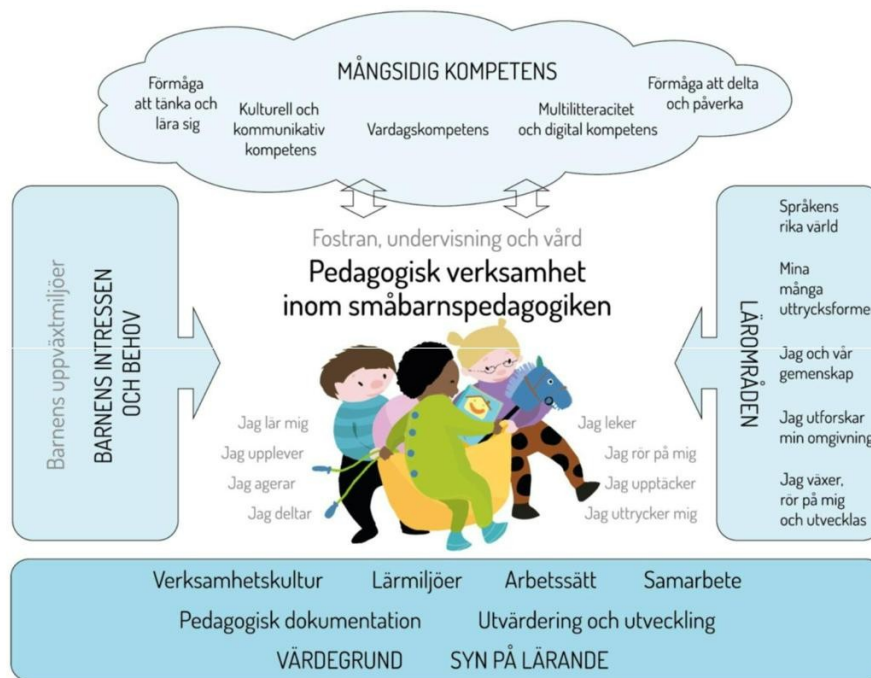 MÅNGSIDIG KOMPETENS
Förmåga
att tänka och
lära sig
Kulturell och
kommunikativ
kompetens
Vardagskompetens
Multilitteracitet
och digital kompetens
Förmåga att delta
och påverka
Barnens uppväxtmiljöer
BARNENS INTRESSEN
OCH BEHOV
Fostran, undervisning och vård
Pedagogisk verksamhet
inom småbarnspedagogiken
Jag lär mig
Jag upplever
Jag agerar
Jag deltar
Jag leker
Jag rör på mig
Jag upptäcker
Jag uttrycker mig
LÄROMRÅDEN
Språkens
rika värld
Mina
många
uttrycksforme
Jag och vår
gemenskap
Jag utforskar
min omgivning
Jag växer,
rör på mig
och utvecklas
Verksamhetskultur Lärmiljöer Arbetssätt Samarbete
Pedagogisk dokumentation Utvärdering och utveckling
VÄRDEGRUND SYN PÅ LÄRANDE